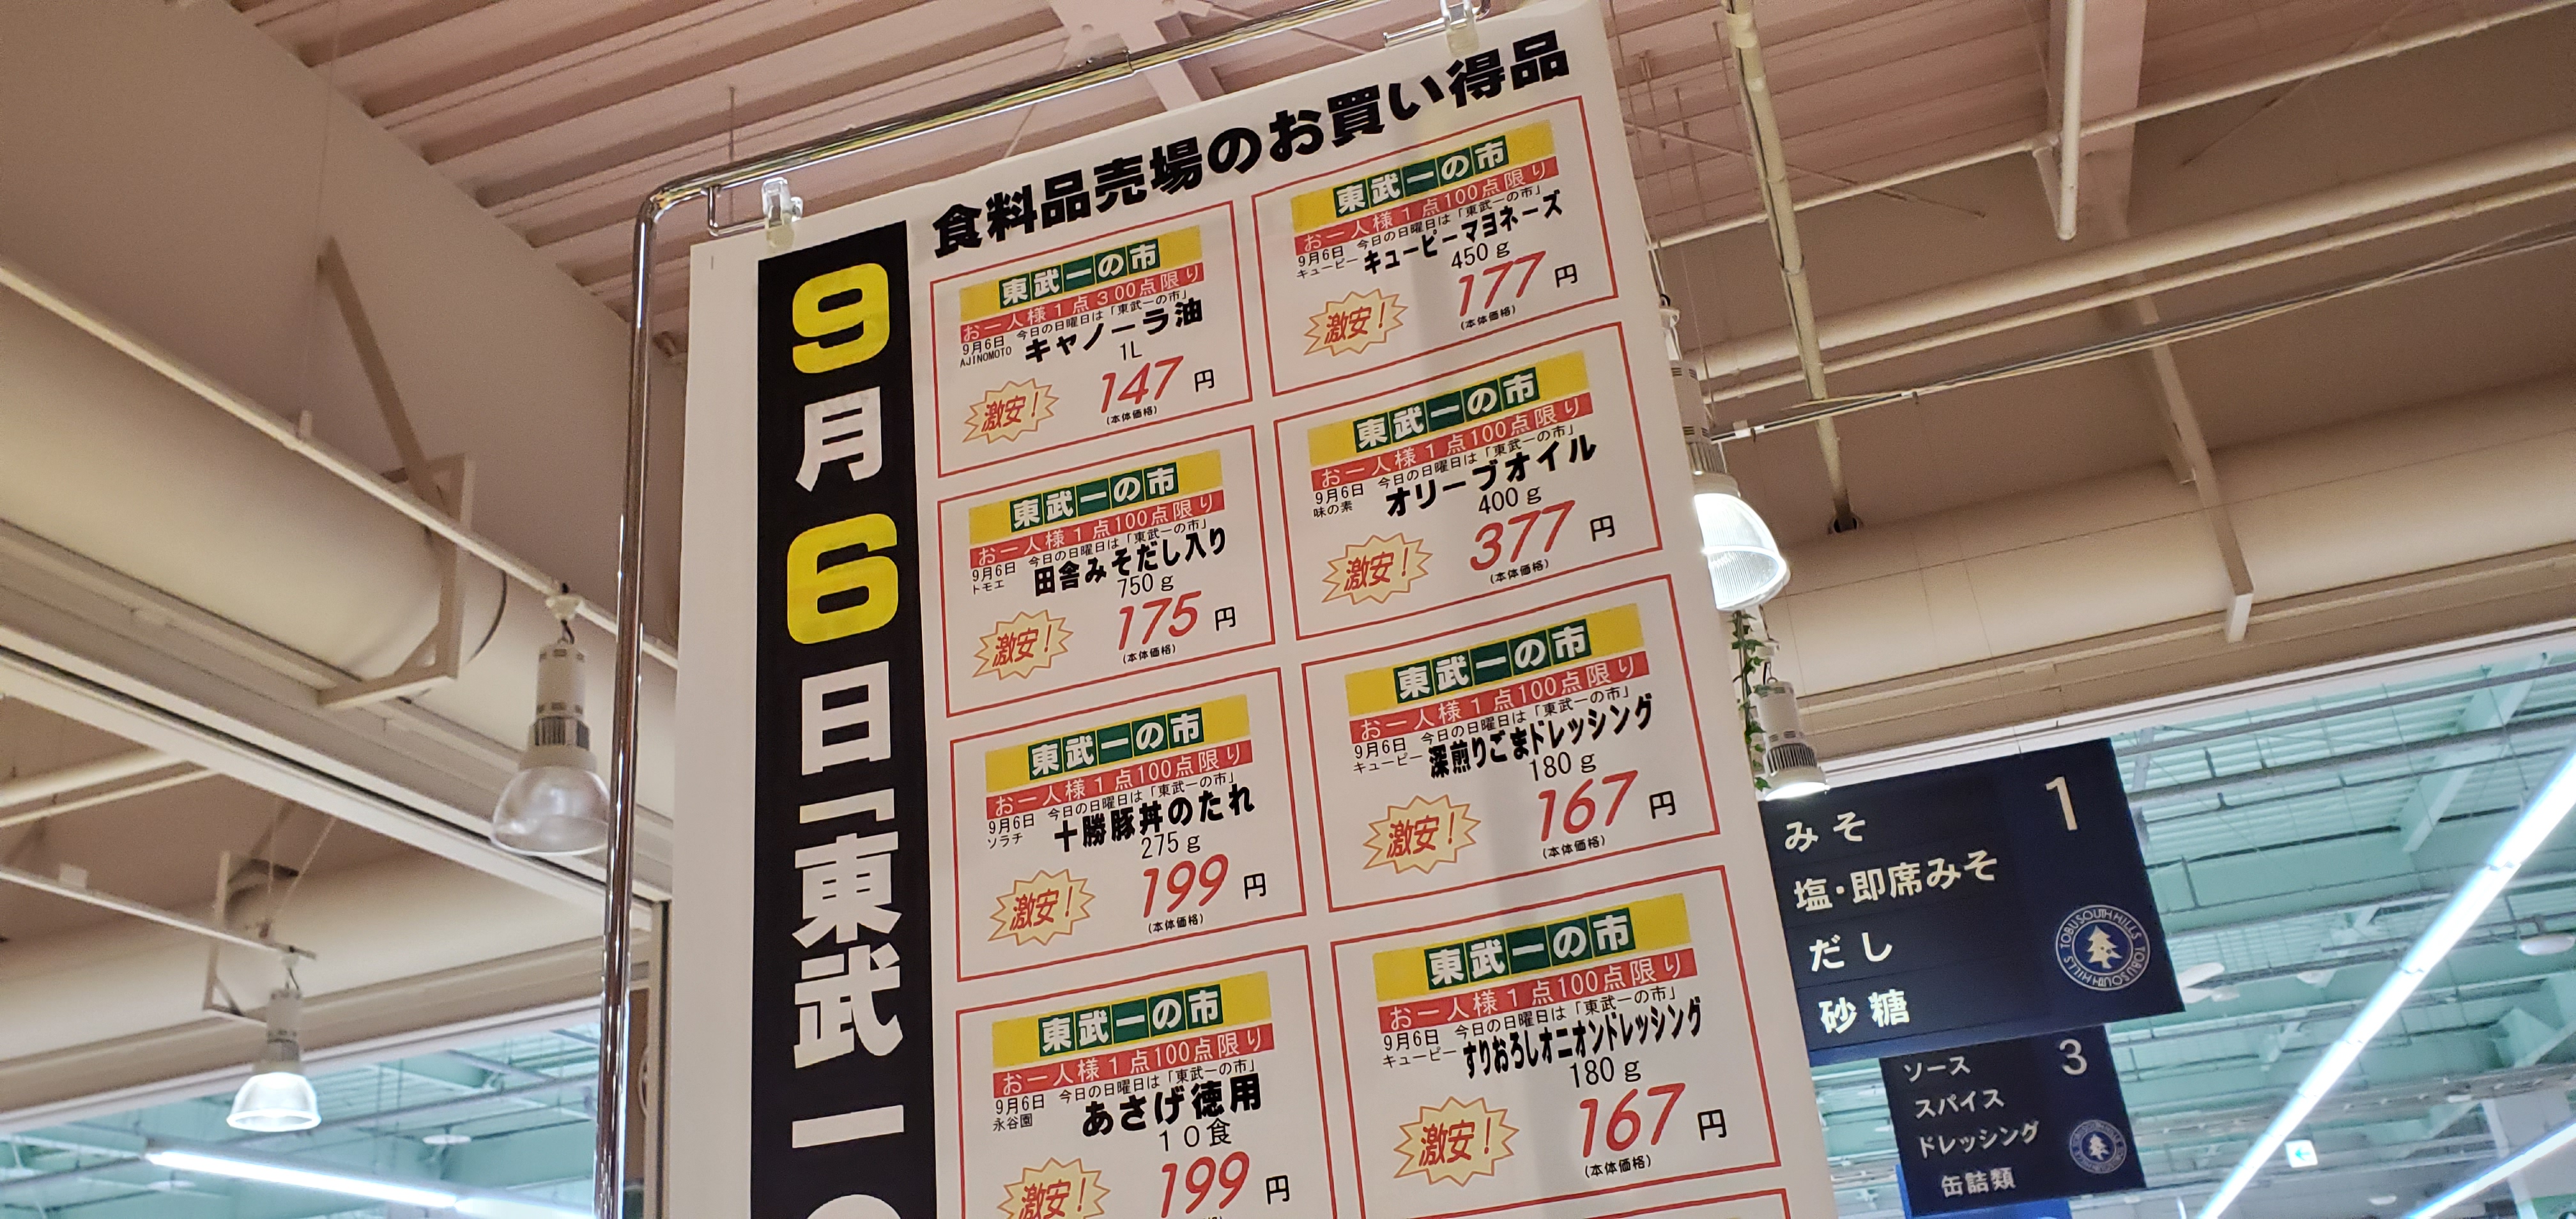 食料品売場のお買い得品
9月6日「東武一
東武一の市
お一人様1点300点限り
9月6日 今日の日曜日は「東武一の市」
AJINOMOTO キャノーラ油
1L
激安！ 147円
(本体価格)
東武一の市
お一人様1点100点限り
9月6日 今日の日曜日は「東武一の市」
キューピー キューピーマヨネーズ
450g
激安！ 177円
(本体価格)
東武一の市
お一人様1点100点限り
9月6日 今日の日曜日は「東武一の市」
トモエ 田舎みそだし入り
750g
激安！ 175円
(本体価格)
東武一の市
お一人様1点100点限り
9月6日 今日の日曜日は「東武一の市」
味の素 オリーブオイル
400g
激安！ 377円
(本体価格)
東武一の市
お一人様1点100点限り
9月6日 今日の日曜日は「東武一の市」
ソラチ 十勝豚丼のたれ
275g
激安！ 199円
(本体価格)
東武一の市
お一人様1点100点限り
9月6日 今日の日曜日は「東武一の市」
キューピー 深煎りごまドレッシング
180g
激安！ 167円
(本体価格)
東武一の市
お一人様1点100点限り
9月6日 今日の日曜日は「東武一の市」
永谷園 あさげ徳用
10食
激安！ 199円
東武一の市
お一人様1点100点限り
9月6日 今日の日曜日は「東武一の市」
キューピー すりおろしオニオンドレッシング
180g
激安！ 167円
(本体価格)
1
みそ
塩・即席みそ
だし
砂糖
TOBU SOUTH HILLS TOBU SOUTH HILLS
3
ソース
スパイス
ドレッシング
缶詰類